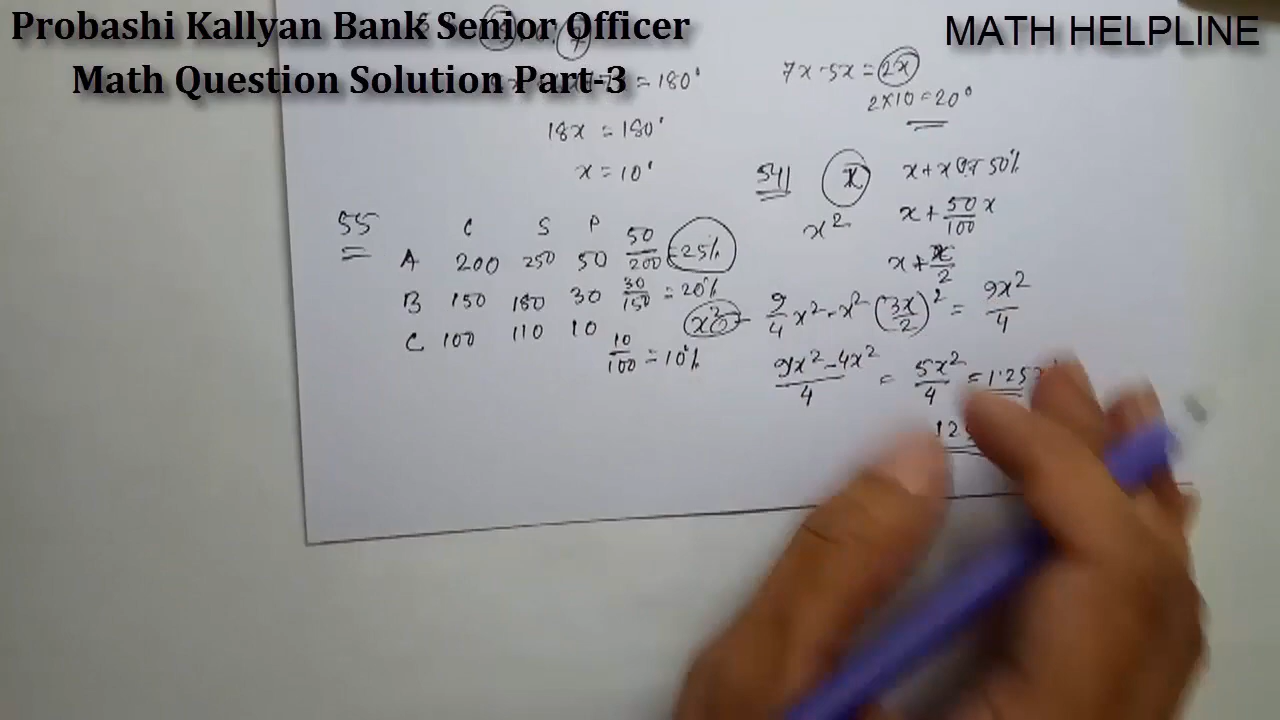 Probashi Kallyan Bank Senior Officer
Math Question Solution Part-3
MATH HELPLINE
= 180°
18x = 180°
x = 10°
7x-5x = 2x
2x10 = 20°
55
C S P
A 200 250 50 50/200 = 25%
B 150 180 30 30/150 = 20%
C 100 110 10 10/100 = 10%
54
x
x²
x + x 50%
x + 50/100 x
x + x/2
(3x/2)² = 9x²/4
9/4 x² - x²
9x² - 4x²/4 = 5x²/4 = 1.25